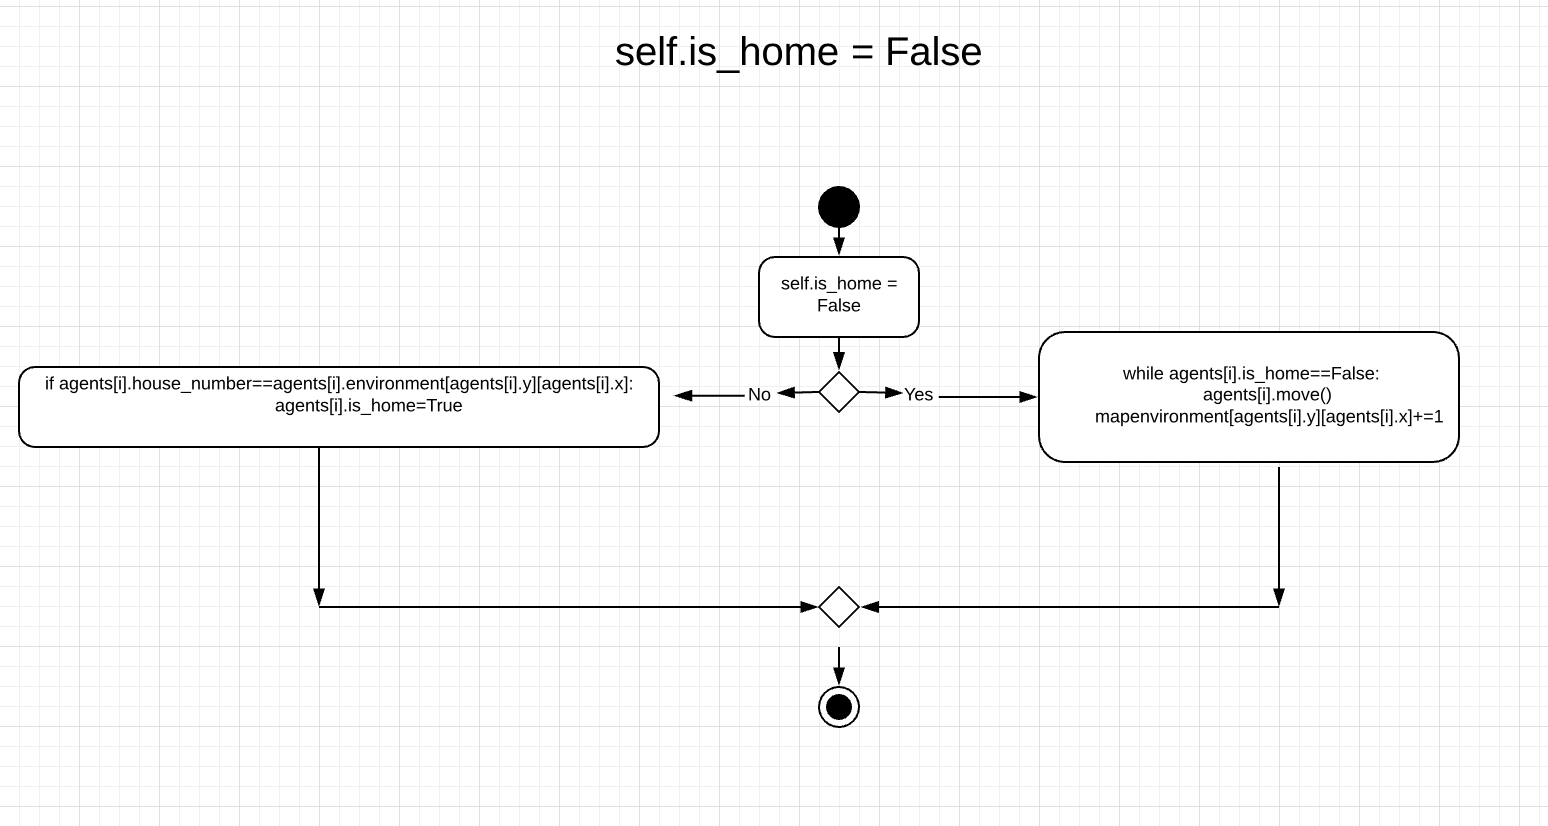 self.is_home = False
self.is_home =
False
if agents[i].house_number==agents[i].environment[agents[i].y][agents[i].x]:
agents[i].is_home=True
No
Yes
while agents[i].is_home==False:
agents[i].move()
mapenvironment[agents[i].y][agents[i].x]+=1